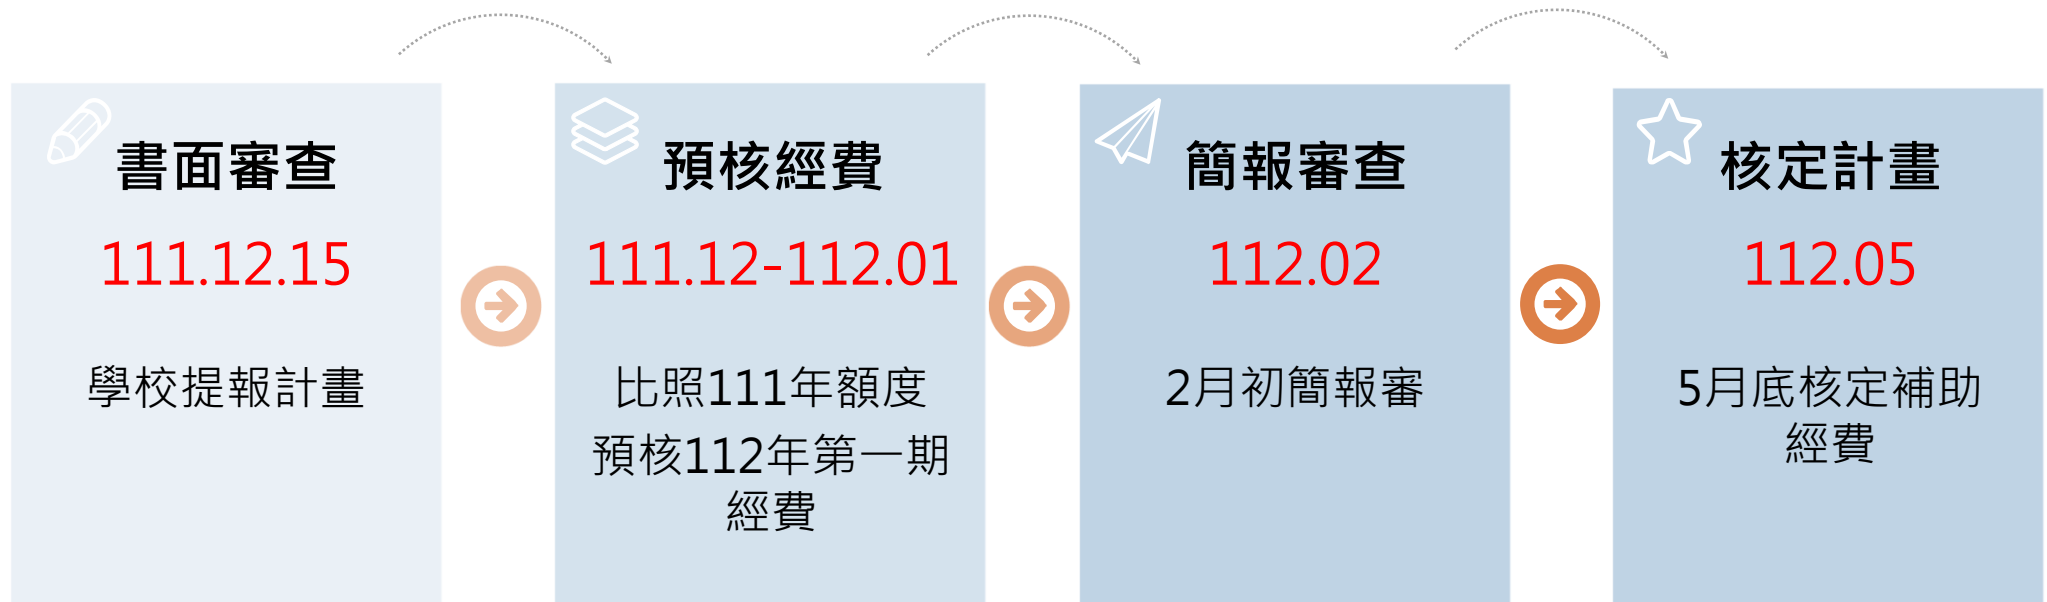 書面審查
111.12.15
學校提報計畫
預核經費
111.12-112.01
比照111年額度
預核112年第一期
經費
簡報審查
112.02
2月初簡報審
核定計畫
112.05
5月底核定補助
經費